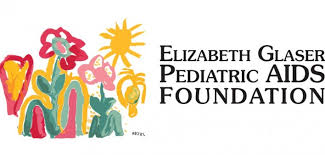 ELIZABETH GLASER
PEDIATRIC AIDS
FOUNDATION